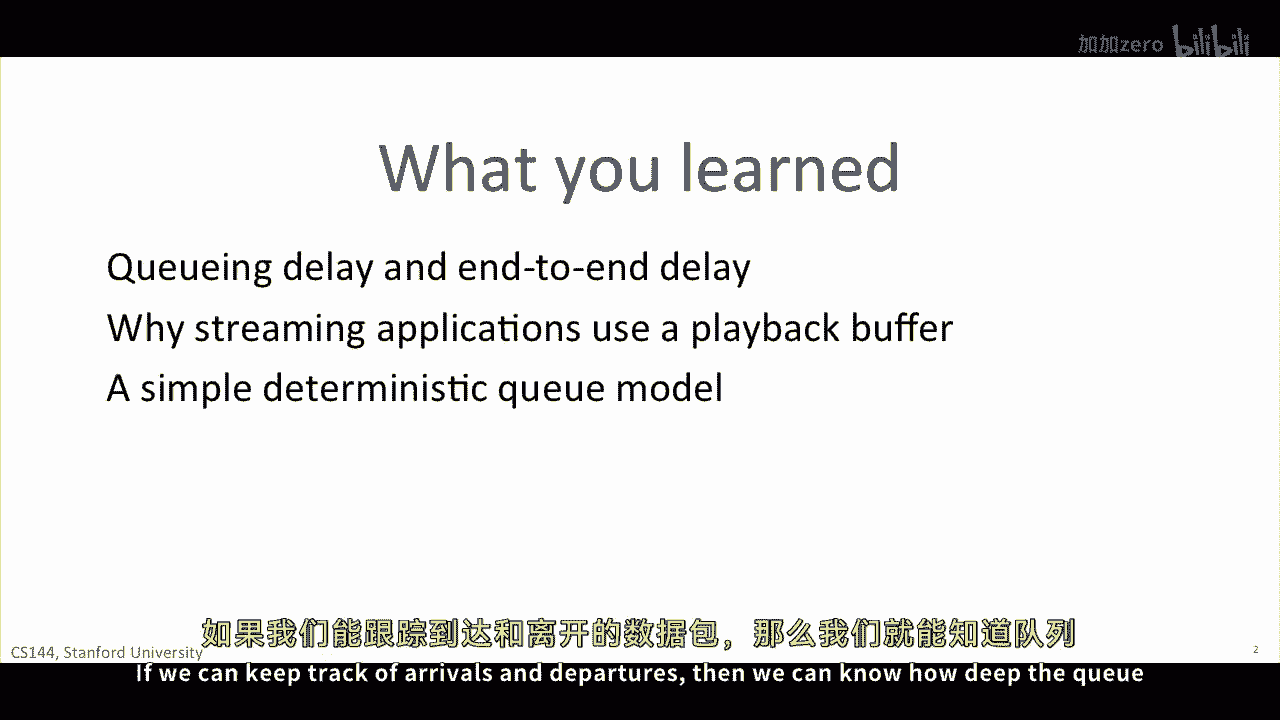 加加zero bilibili
What you learned
Queueing delay and end-to-end delay
Why streaming applications use a playback buffer
A simple deterministic queue model
如果我们能跟踪到达和离开的数据包，那么我们就能知道队列
CS144, Stanford University
2
If we can keep track of arrivals and departures, then we can know how deep the queue